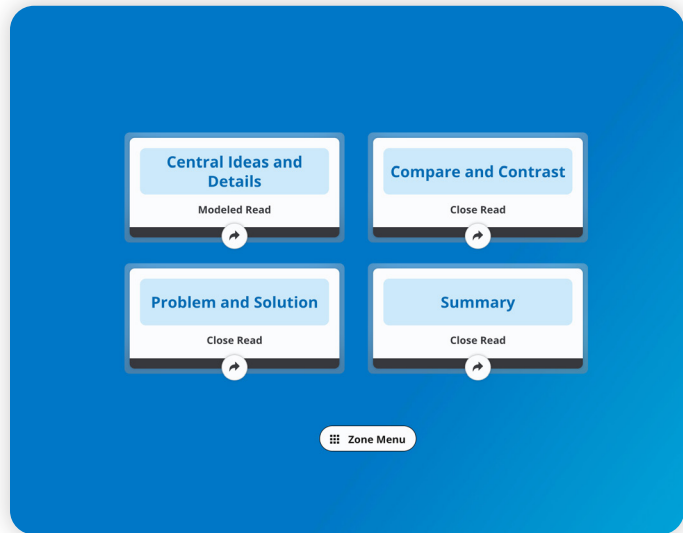 Central Ideas and
Details
Modeled Read
Compare and Contrast
Close Read
Problem and Solution
Close Read
Summary
Close Read
Zone Menu